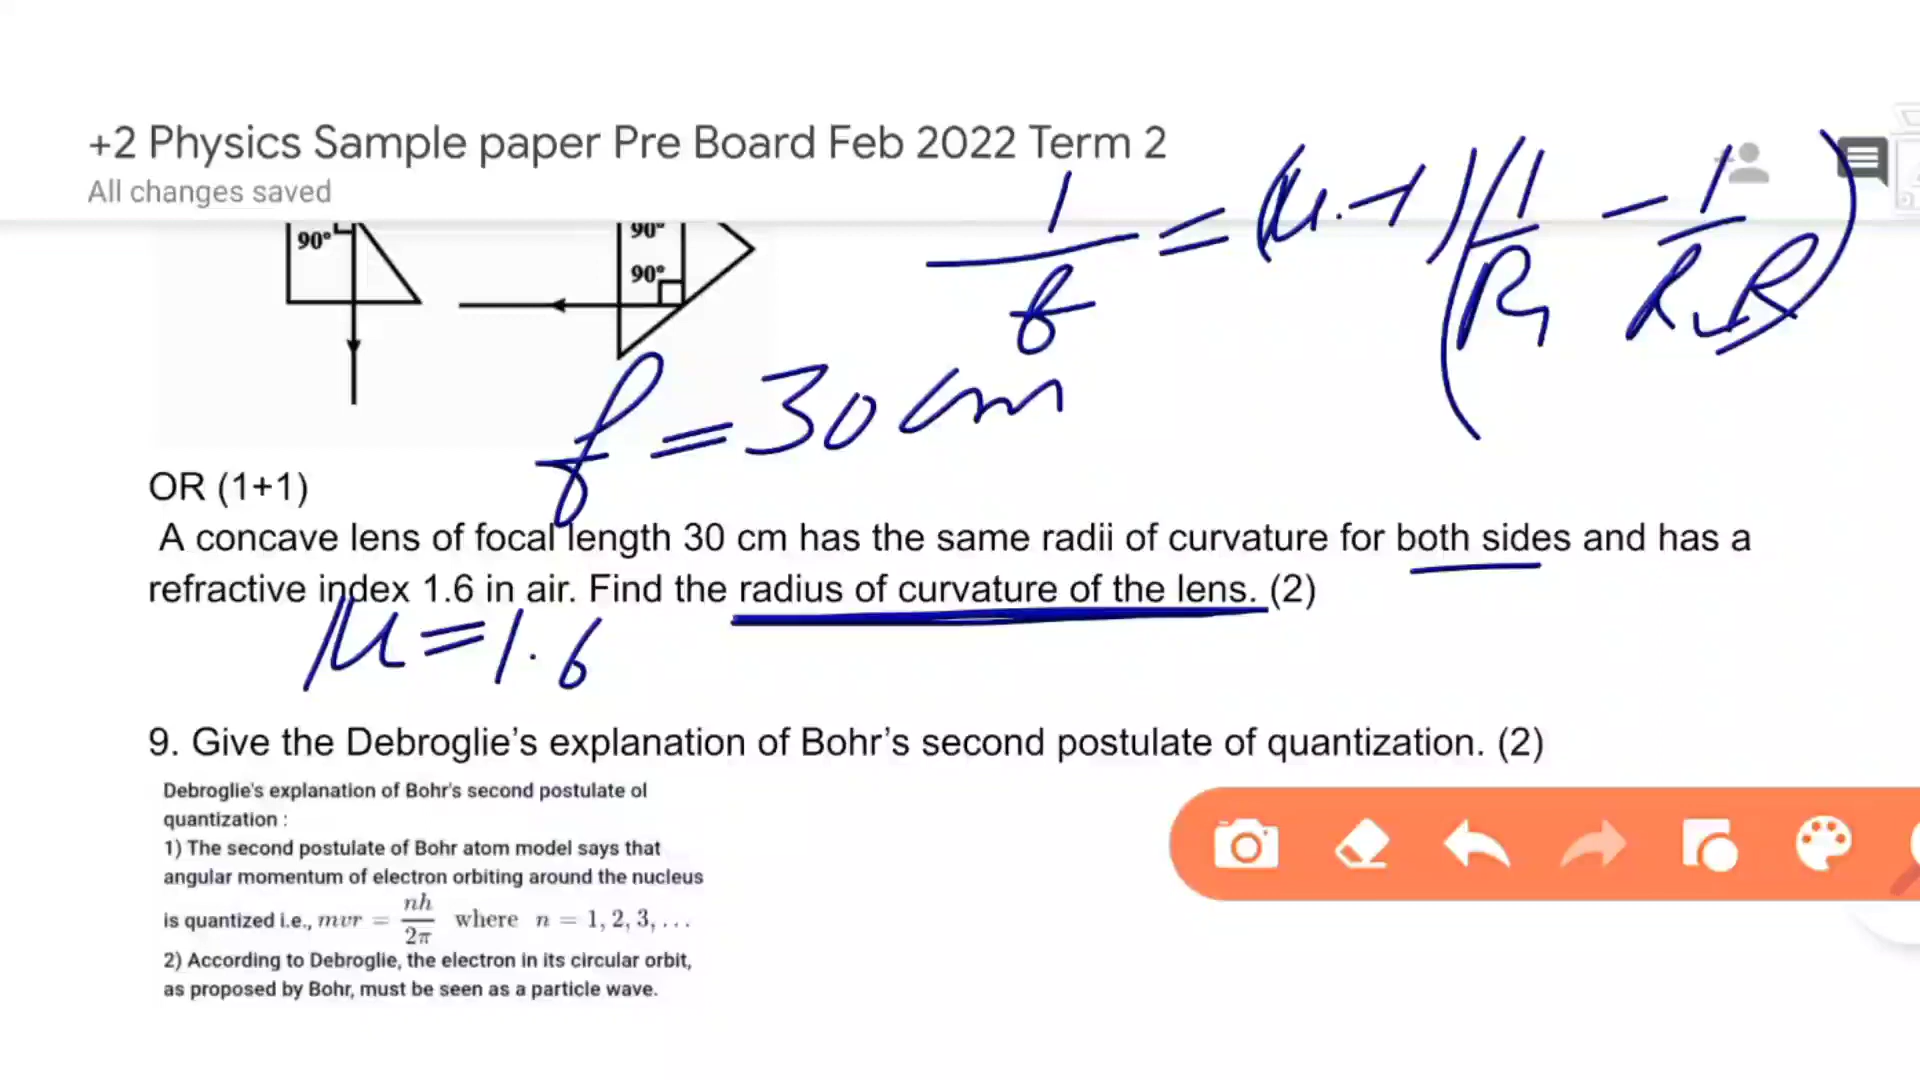 +2 Physics Sample paper Pre Board Feb 2022 Term 2
All changes saved
90°
90°
90°
1/f = (μ-1)(1/R1 - 1/R2)
f = 30 cm
OR (1+1)
A concave lens of focal length 30 cm has the same radii of curvature for both sides and has a
refractive index 1.6 in air. Find the radius of curvature of the lens. (2)
μ = 1.6
9. Give the Debroglie's explanation of Bohr's second postulate of quantization. (2)
Debroglie's explanation of Bohr's second postulate of
quantization :
1) The second postulate of Bohr atom model says that
angular momentum of electron orbiting around the nucleus
is quantized i.e., mvr = nh/2π where n = 1, 2, 3, ...
2) According to Debroglie, the electron in its circular orbit,
as proposed by Bohr, must be seen as a particle wave.